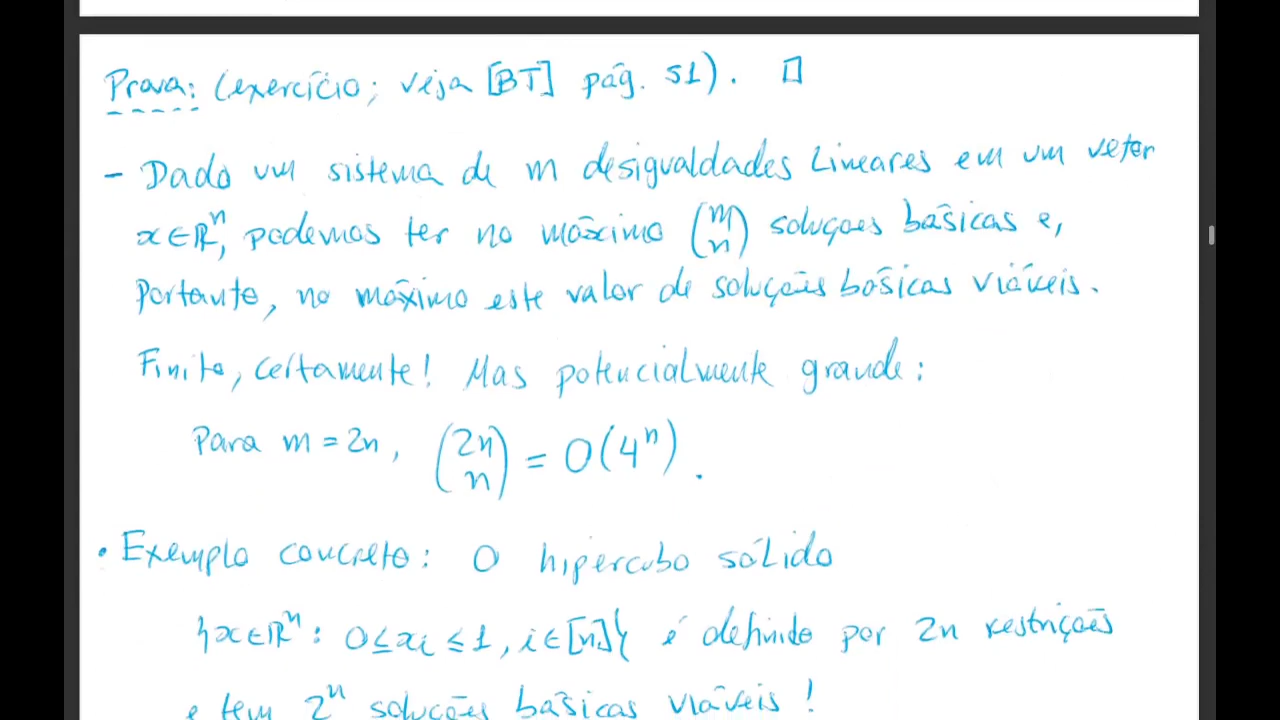 Prova: (exercício; veja [BT] pág. 51). □
- Dado um sistema de m desigualdades lineares em um vetor
x∈ℝⁿ, podemos ter no máximo (m n) soluções básicas e,
portanto, no máximo este valor de soluções básicas viáveis.
Finito, certamente! Mas potencialmente grande:
Para m = 2n, (2n n) = O(4ⁿ).
• Exemplo concreto: O hipercubo sólido
{x∈ℝⁿ: 0≤xi≤1, i∈[n]} é definido por 2n restrições
e tem 2ⁿ soluções básicas viáveis!